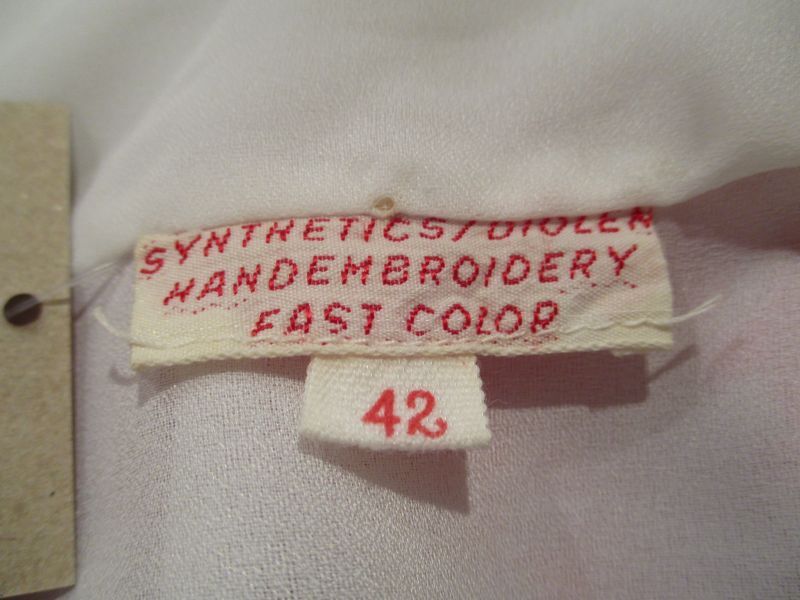 SYNTHETICS/DIOLEN
HANDEMBROIDERY
FAST COLOR
42